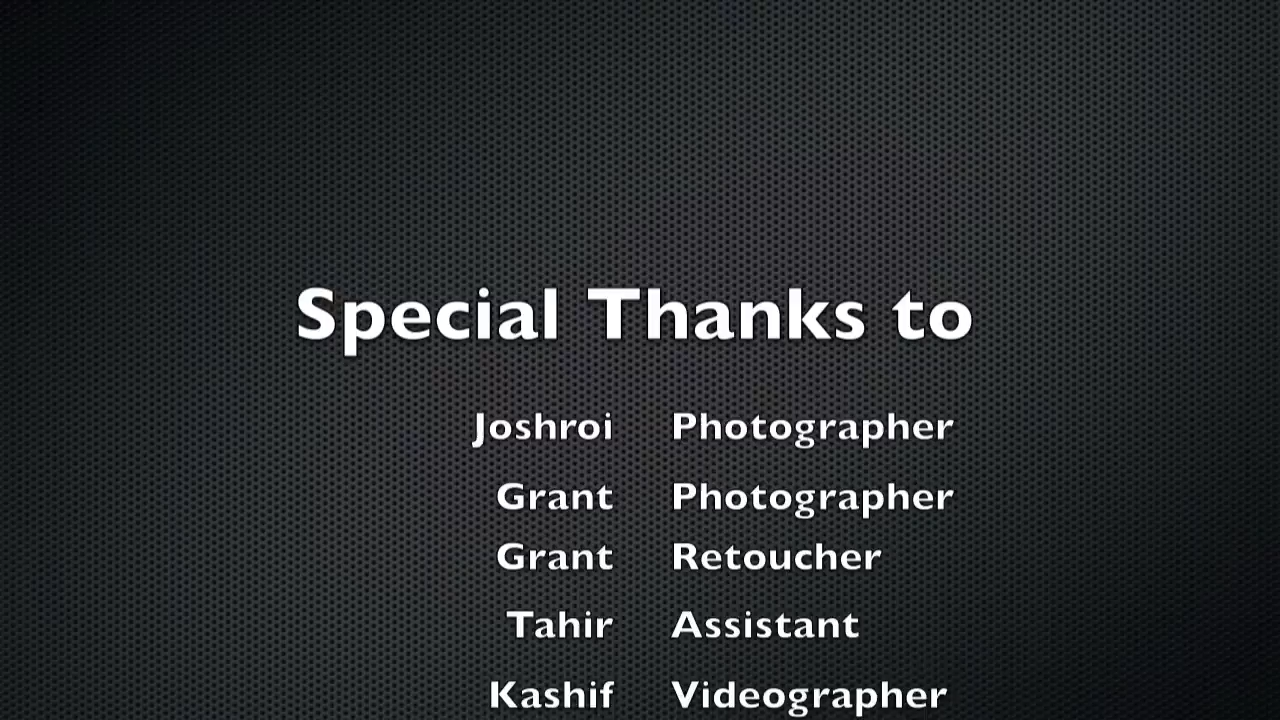 Special Thanks to
Joshroi Photographer
Grant Photographer
Grant Retoucher
Tahir Assistant
Kashif Videographer